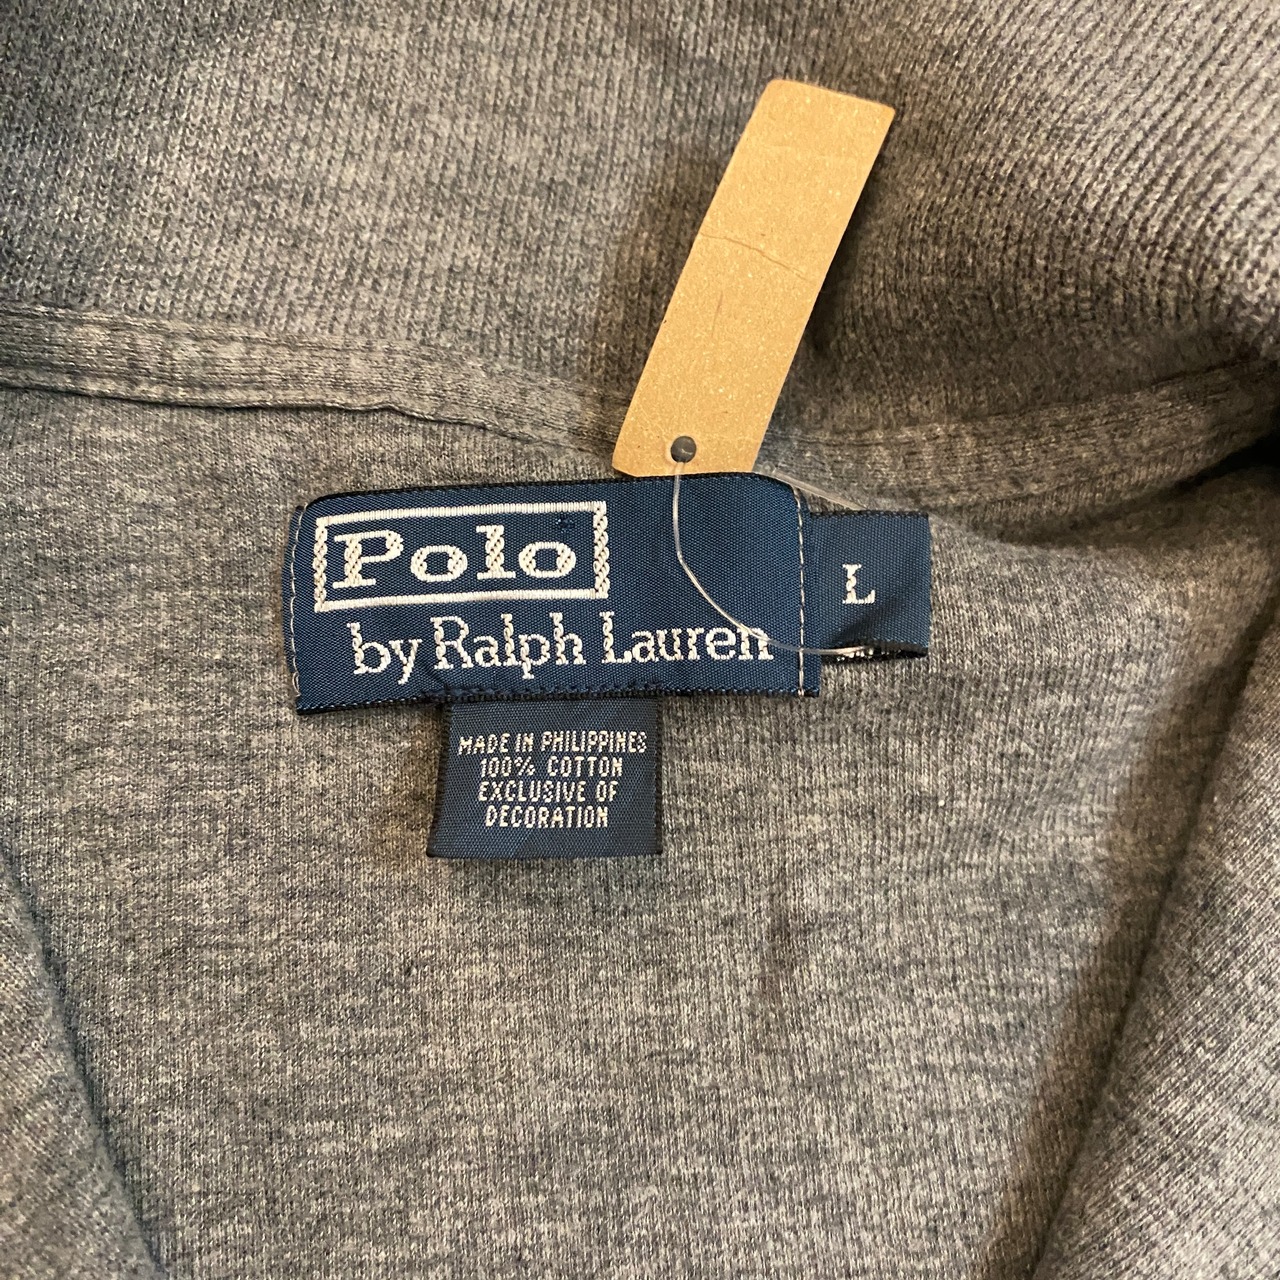 Polo
by Ralph Lauren
L
MADE IN PHILIPPINES
100% COTTON
EXCLUSIVE OF
DECORATION